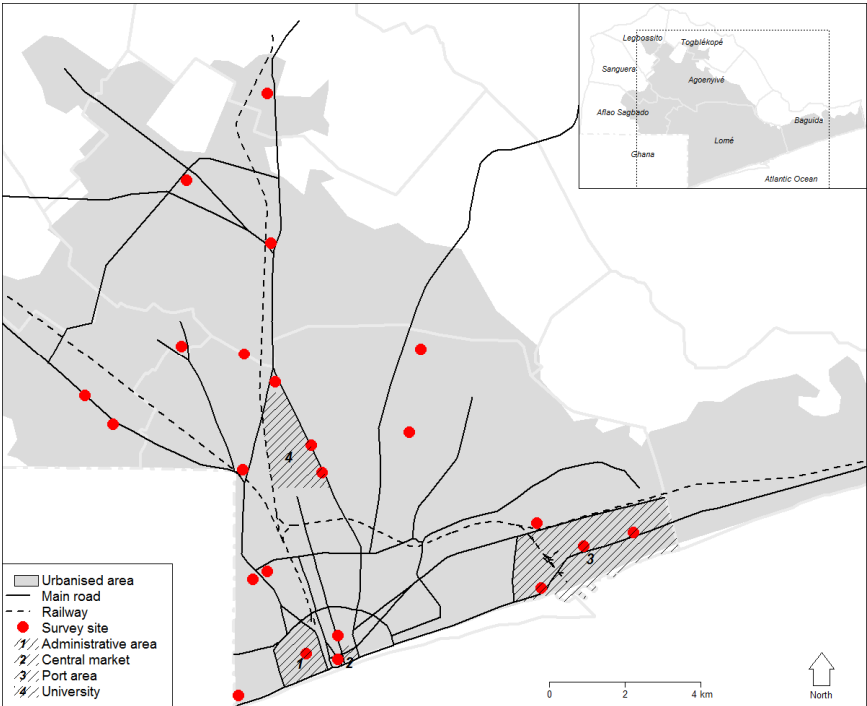 Legbossito
Togblékopé
Sanguera
Agoenyivé
Aflao Sagbado
Baguida
Lomé
Ghana
Atlantic Ocean
4
3
1
2
Urbanised area
Main road
Railway
Survey site
1 Administrative area
2 Central market
3 Port area
4 University
0 2 4 km
North